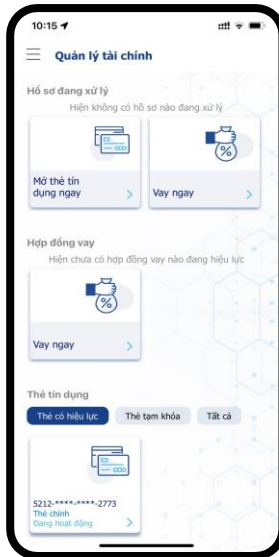 10:15
Quản lý tài chính
Hồ sơ đang xử lý
Hiện không có hồ sơ nào đang xử lý
Mở thẻ tín
dụng ngay
Vay ngay
Hợp đồng vay
Hiện chưa có hợp đồng vay nào đang hiệu lực
Vay ngay
Thẻ tín dụng
Thẻ có hiệu lực
Thẻ tạm khóa
Tất cả
5212-****-****-2773
Thẻ chính
Đang hoạt động